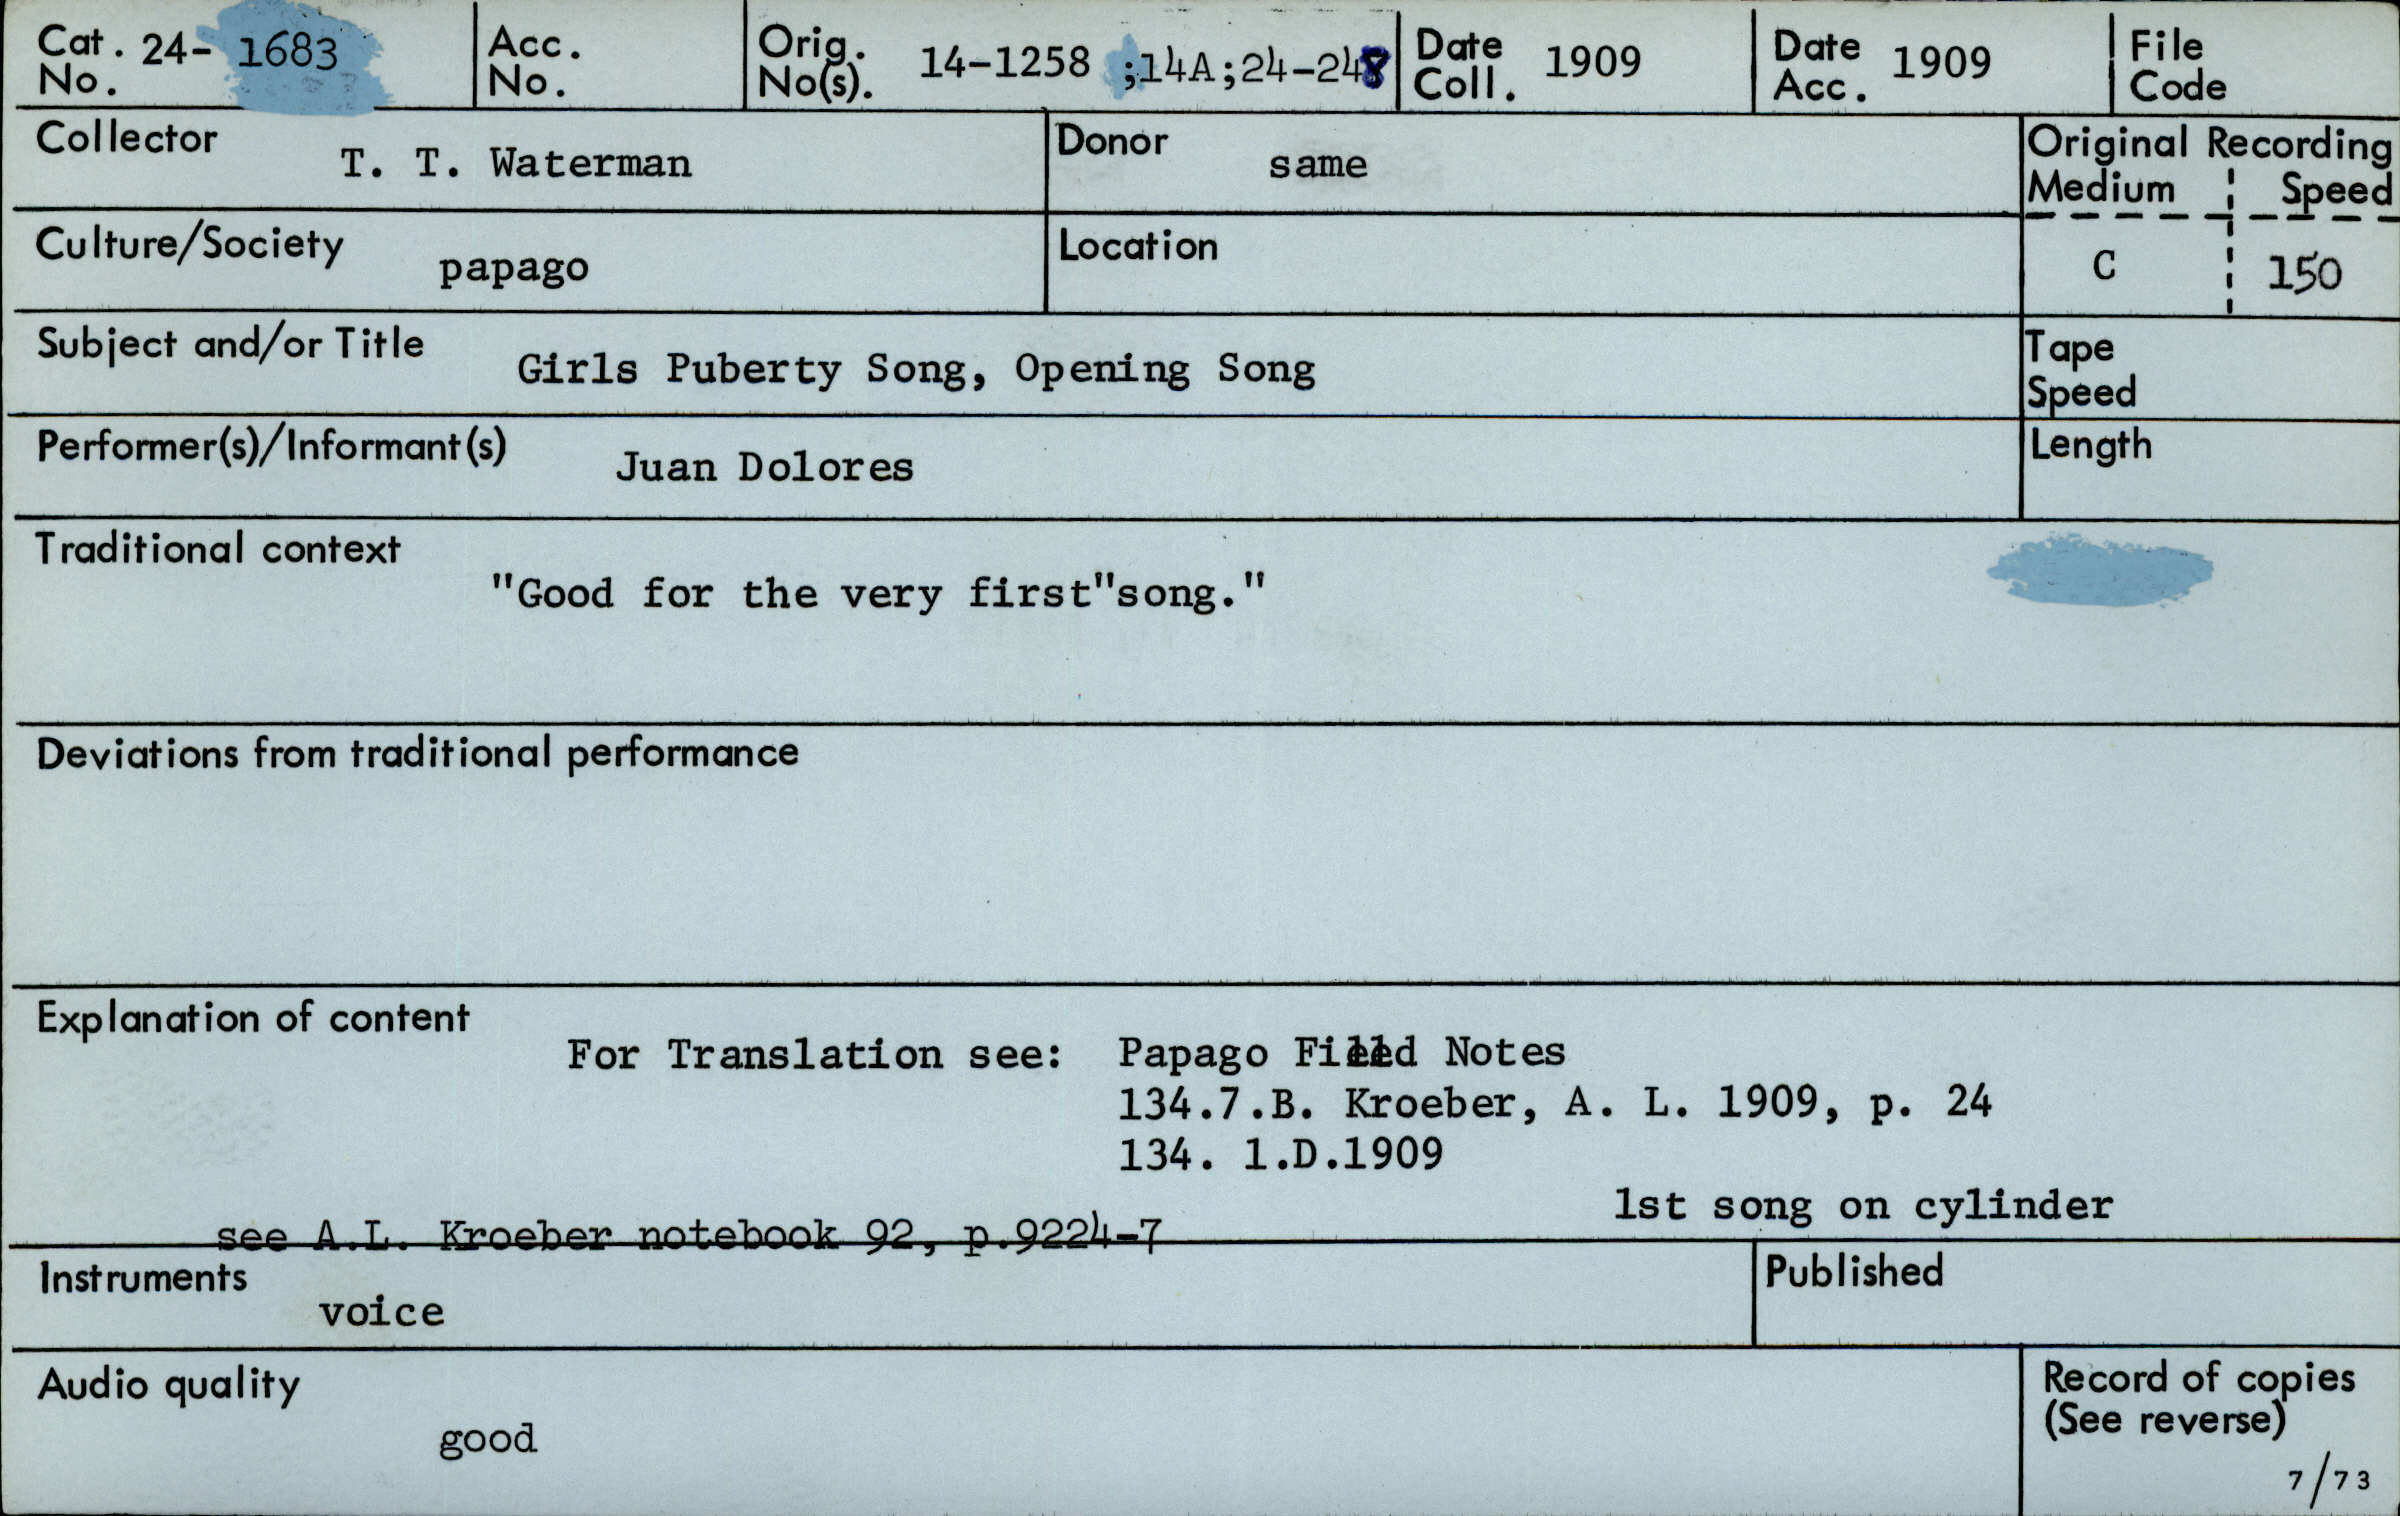 Cat. No. 24-1683
Acc. No.
Orig. No(s). 14-1258 ;14A;24-248
Date Coll. 1909
Date Acc. 1909
File Code
Collector T. T. Waterman
Donor same
Original Recording
Medium Speed
C 150
Culture/Society papago
Location
Subject and/or Title Girls Puberty Song, Opening Song
Tape Speed
Performer(s)/Informant(s) Juan Dolores
Length
Traditional context
"Good for the very first"song."
Deviations from traditional performance
Explanation of content
For Translation see: Papago Field Notes
134.7.B. Kroeber, A. L. 1909, p. 24
134. 1.D.1909
1st song on cylinder
see A.L. Kroeber notebook 92, p.9224-7
Instruments voice
Published
Audio quality
good
Record of copies
(See reverse)
7/73